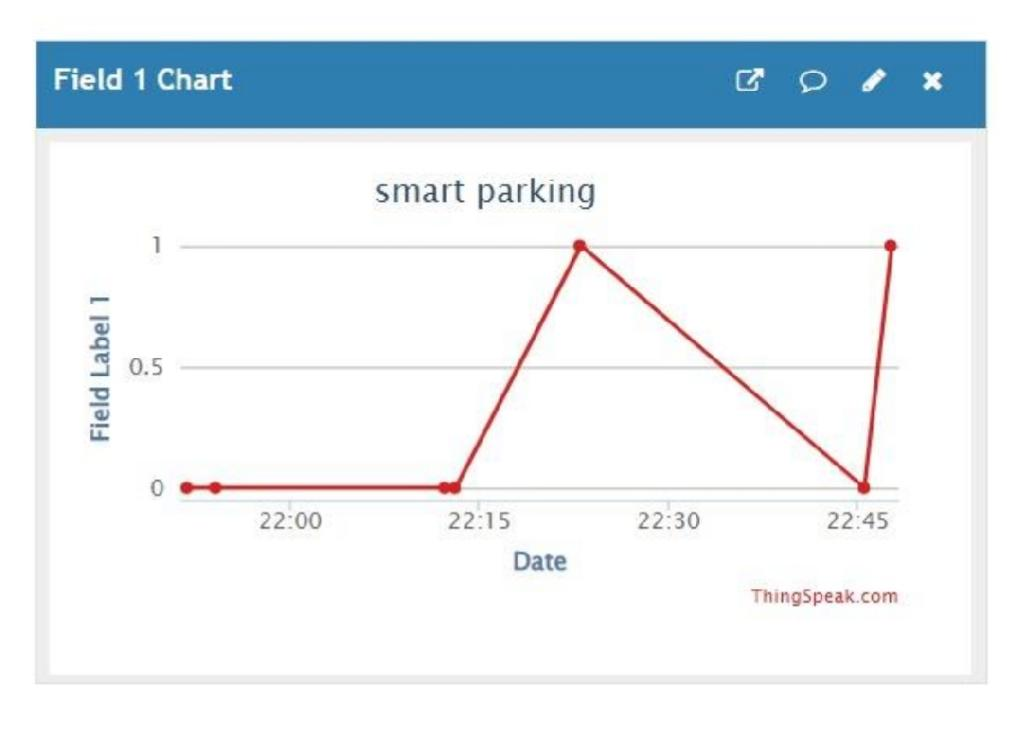 Field 1 Chart
smart parking
Field Label 1
1
0.5
0
22:00 22:15 22:30 22:45
Date
ThingSpeak.com